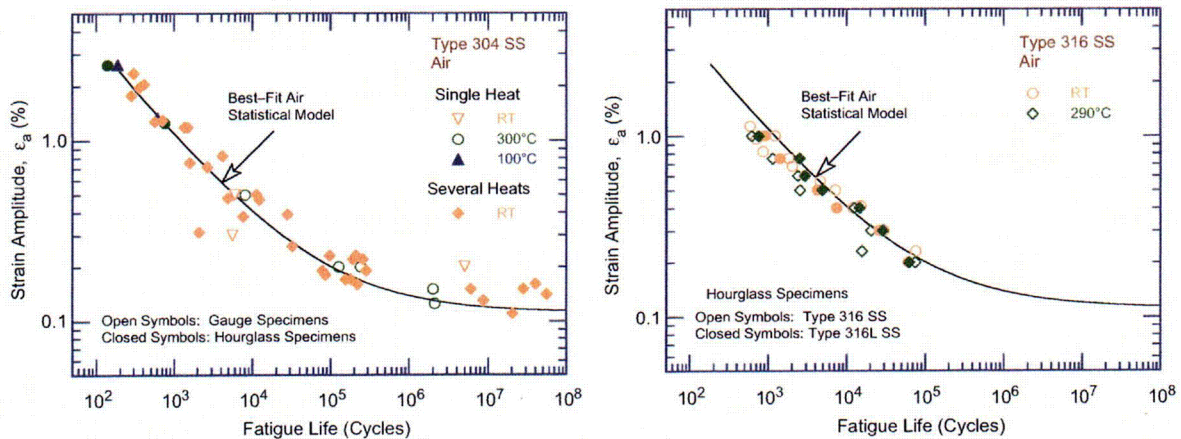 Type 304 SS
Air
Single Heat
RT
300°C
100°C
Several Heats
RT
Best–Fit Air
Statistical Model
Open Symbols: Gauge Specimens
Closed Symbols: Hourglass Specimens
Strain Amplitude, εa (%)
1.0
0.1
10² 10³ 10⁴ 10⁵ 10⁶ 10⁷ 10⁸
Fatigue Life (Cycles)
Type 316 SS
Air
RT
290°C
Best–Fit Air
Statistical Model
Hourglass Specimens
Open Symbols: Type 316 SS
Closed Symbols: Type 316L SS
Strain Amplitude, εa (%)
1.0
0.1
10² 10³ 10⁴ 10⁵ 10⁶ 10⁷ 10⁸
Fatigue Life (Cycles)